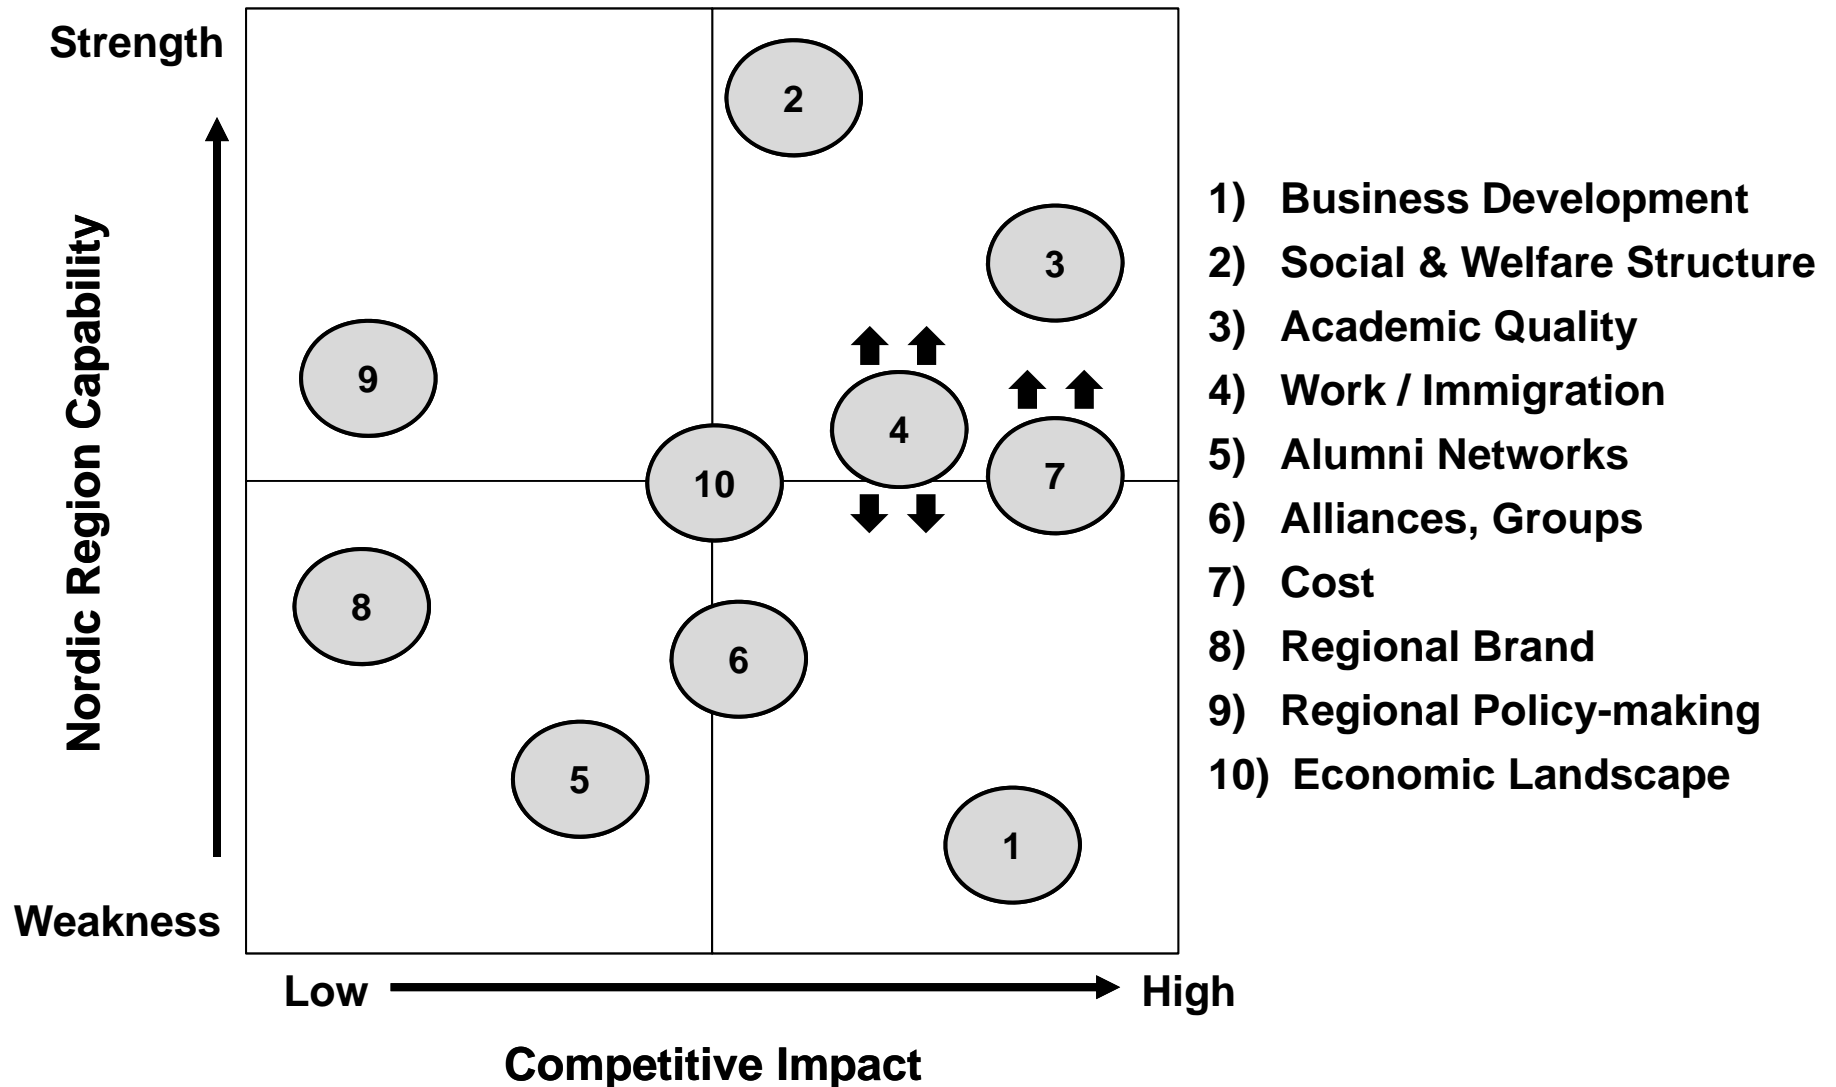 Strength
2
3
9
4
7
10
8
6
5
1
Weakness
Nordic Region Capability
Low
High
Competitive Impact
1) Business Development
2) Social & Welfare Structure
3) Academic Quality
4) Work / Immigration
5) Alumni Networks
6) Alliances, Groups
7) Cost
8) Regional Brand
9) Regional Policy-making
10) Economic Landscape